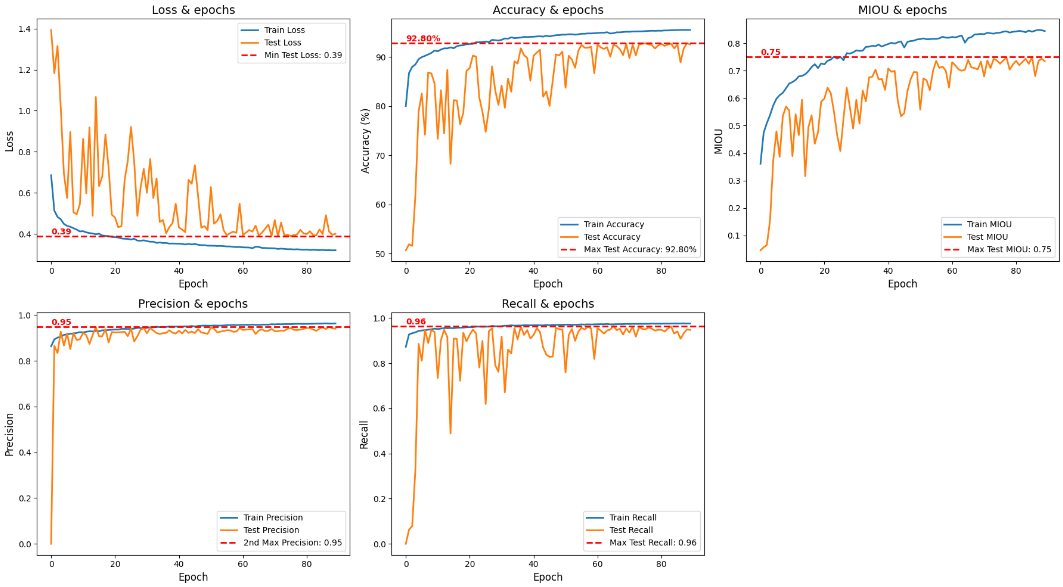 Loss & epochs
1.4
1.2
1.0
0.8
0.6
0.4
Loss
0.39
Train Loss
Test Loss
Min Test Loss: 0.39
0
20
40
60
80
Epoch
Accuracy & epochs
90
80
70
60
50
Accuracy (%)
92.80%
Train Accuracy
Test Accuracy
Max Test Accuracy: 92.80%
0
20
40
60
80
Epoch
MIOU & epochs
0.8
0.7
0.6
0.5
0.4
0.3
0.2
0.1
MIOU
0.75
Train MIOU
Test MIOU
Max Test MIOU: 0.75
0
20
40
60
80
Epoch
Precision & epochs
1.0
0.8
0.6
0.4
0.2
0.0
Precision
0.95
Train Precision
Test Precision
2nd Max Precision: 0.95
0
20
40
60
80
Epoch
Recall & epochs
1.0
0.8
0.6
0.4
0.2
0.0
Recall
0.96
Train Recall
Test Recall
Max Test Recall: 0.96
0
20
40
60
80
Epoch